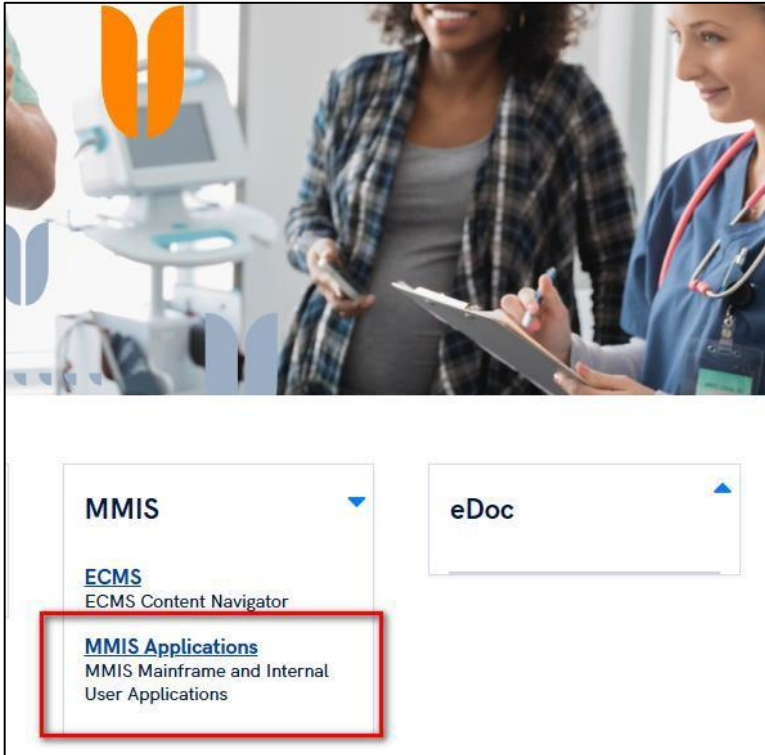 MMIS
ECMS
ECMS Content Navigator
MMIS Applications
MMIS Mainframe and Internal
User Applications
eDoc